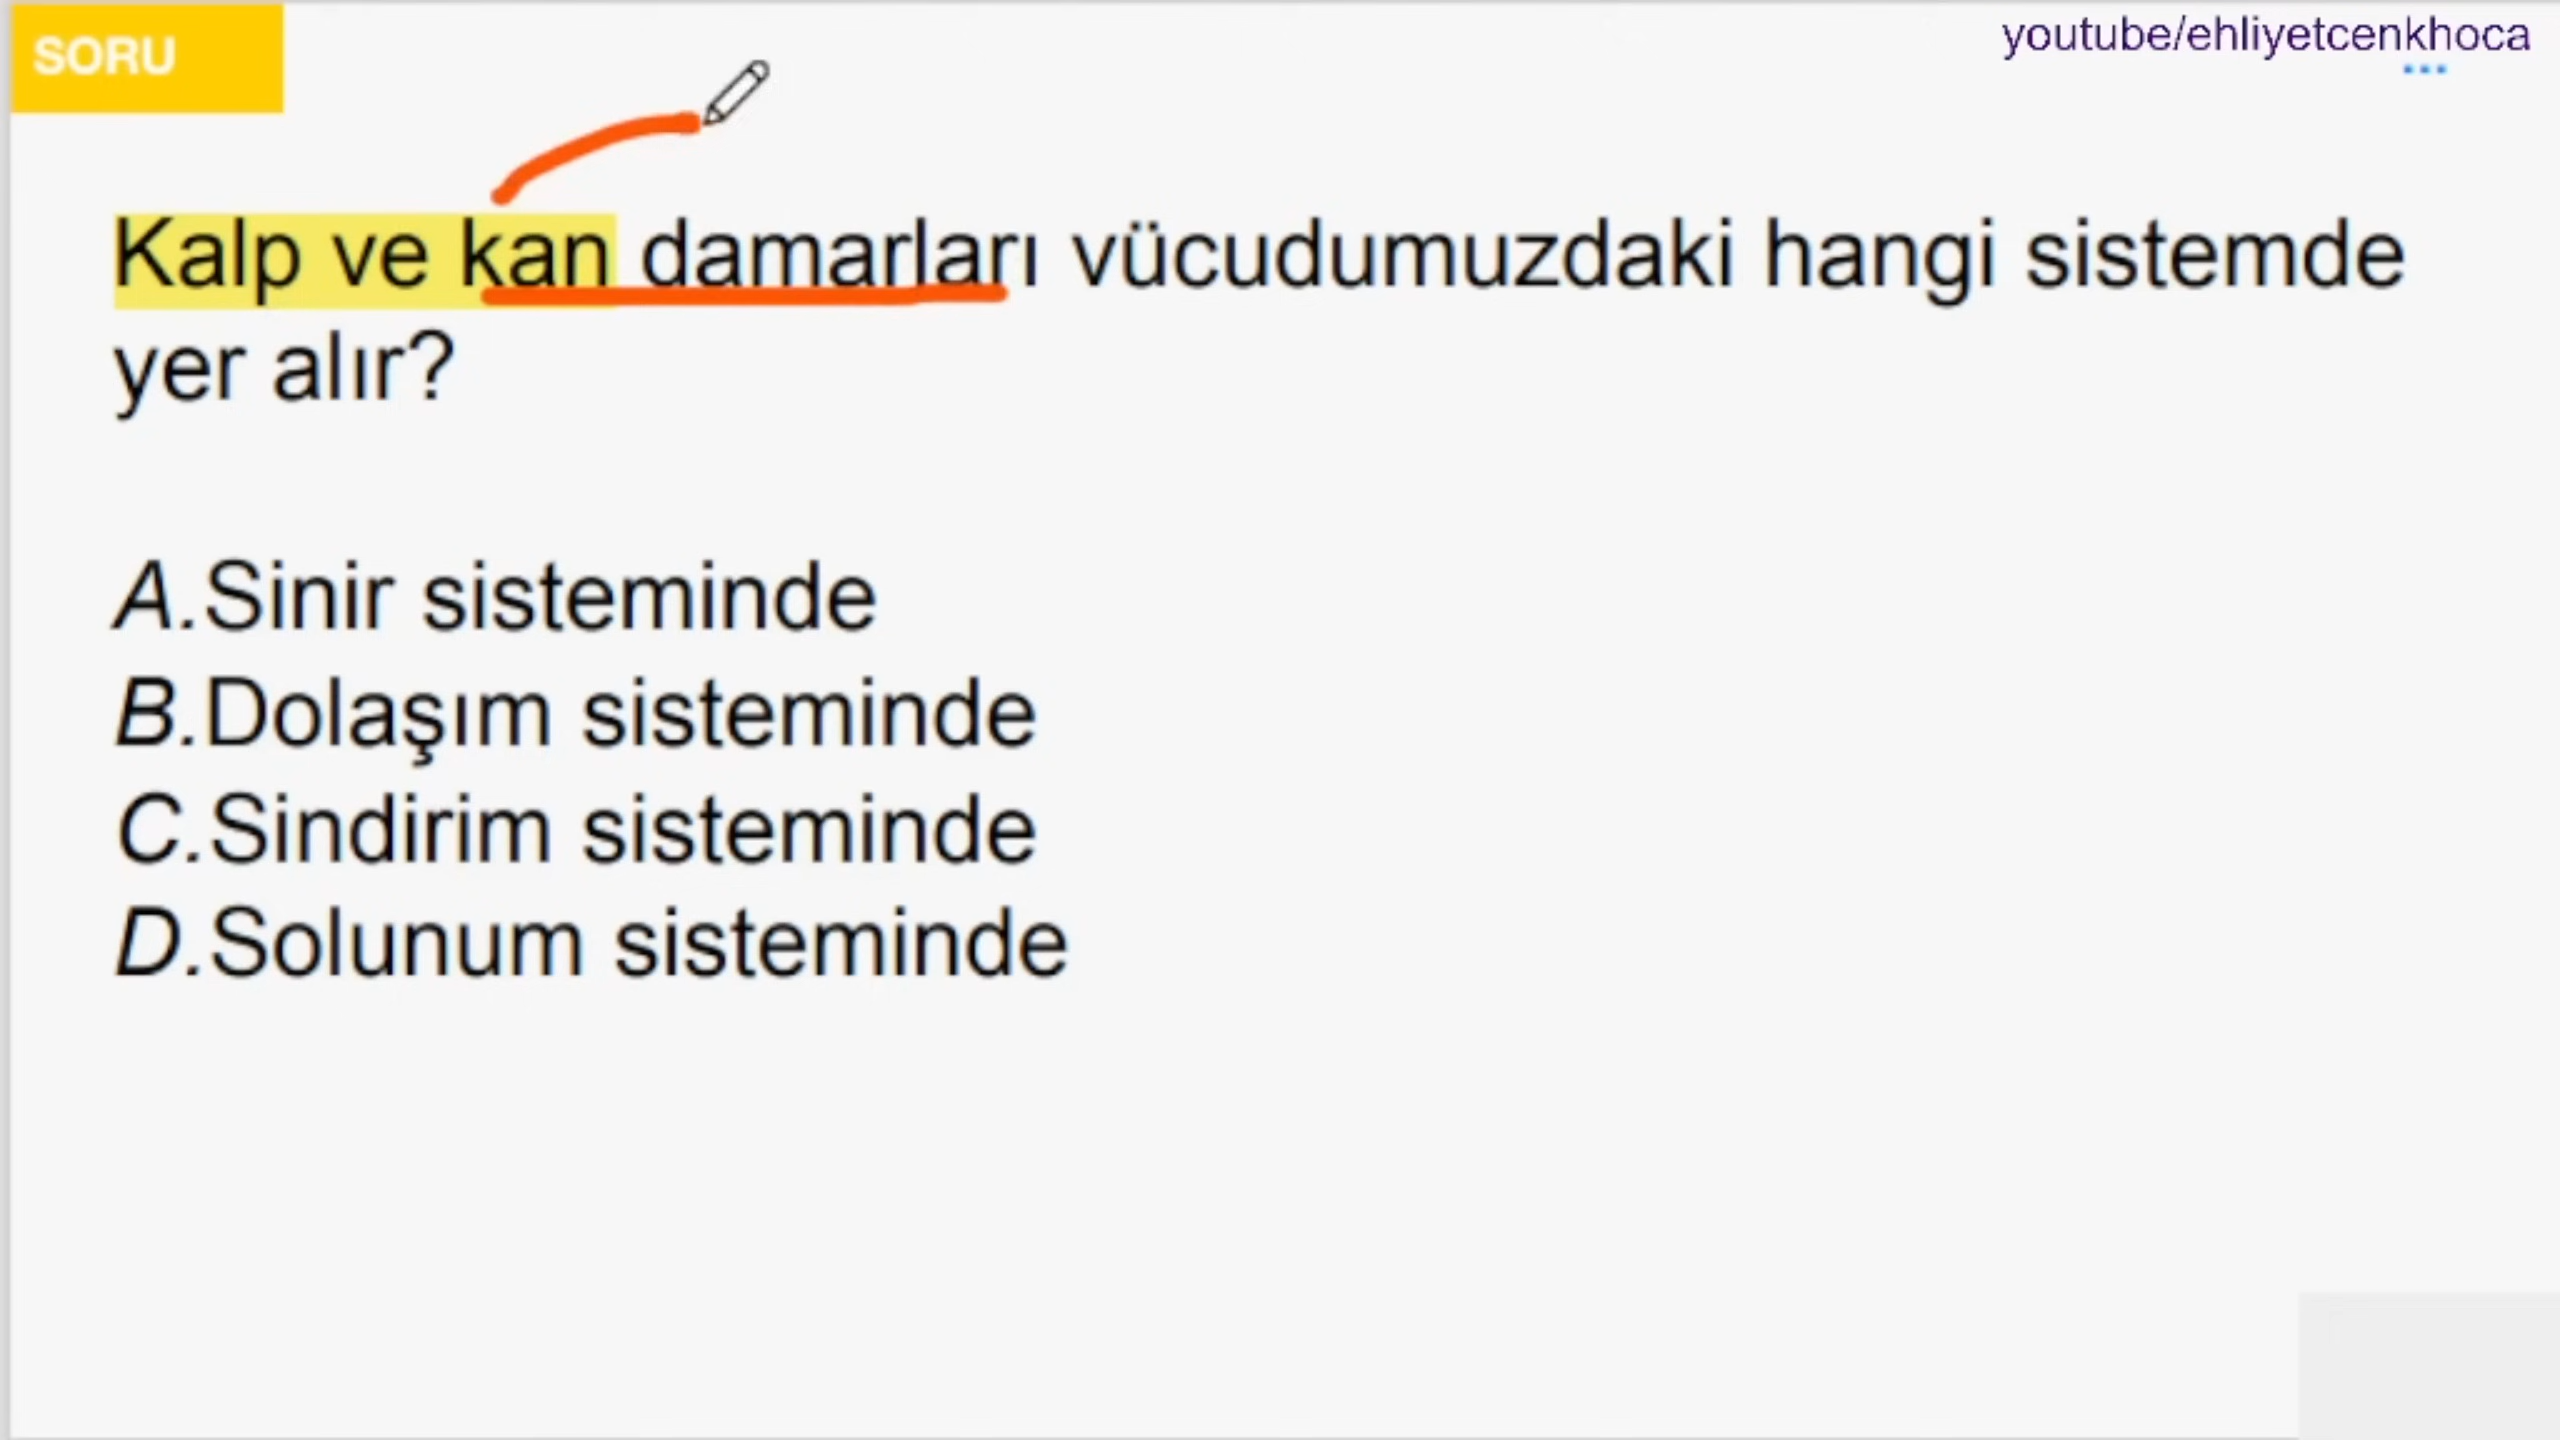 SORU
youtube/ehliyetcenkhoca
Kalp ve kan damarları vücudumuzdaki hangi sistemde
yer alır?
A.Sinir sisteminde
B.Dolaşım sisteminde
C.Sindirim sisteminde
D.Solunum sisteminde